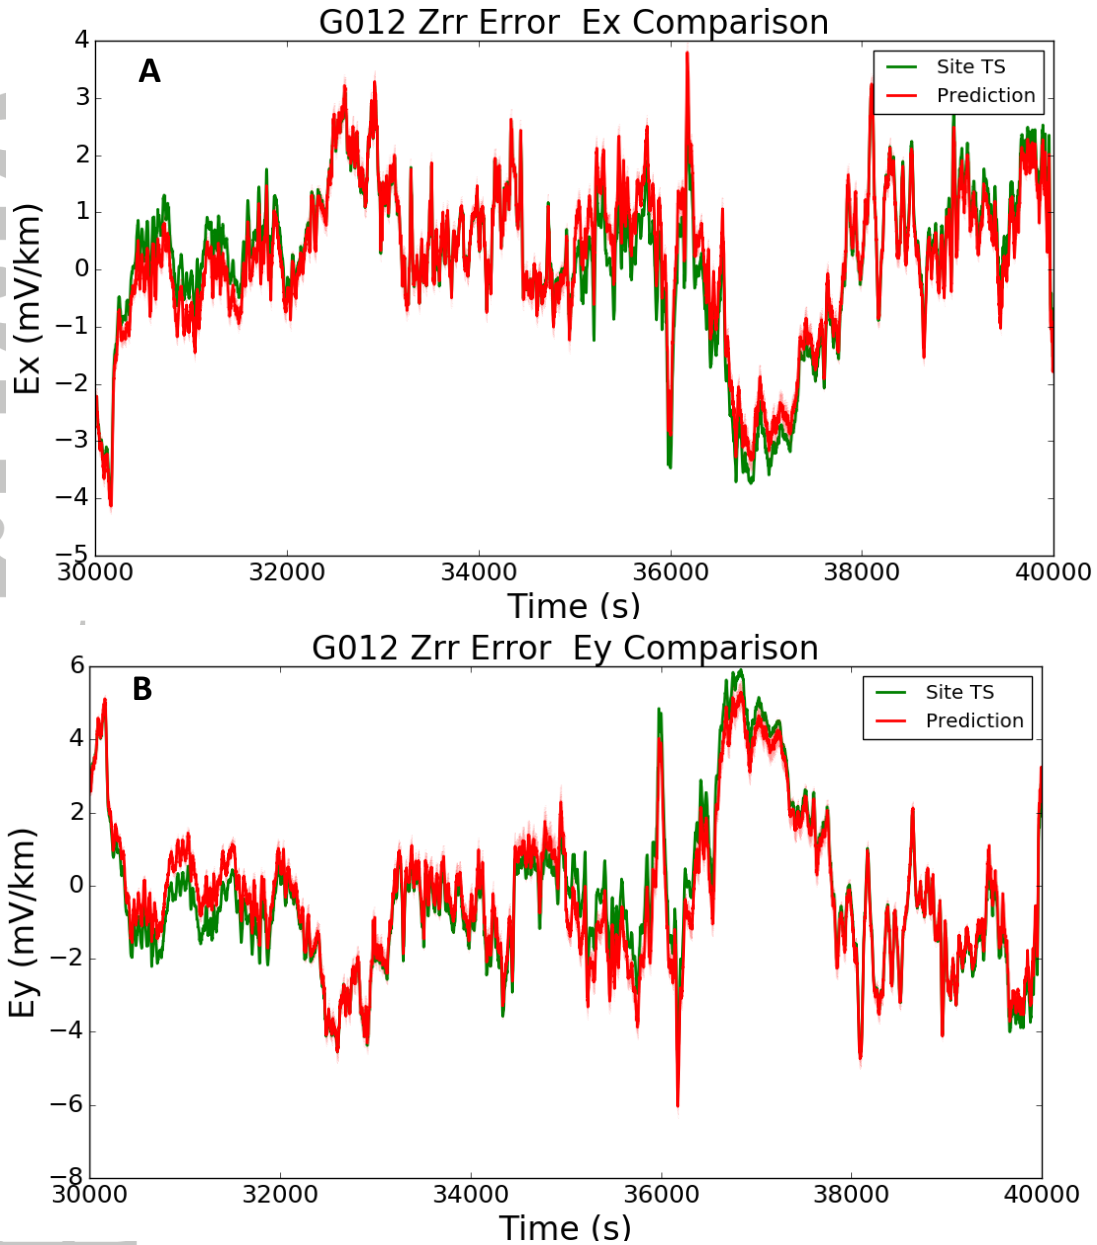 G012 Zrr Error  Ex Comparison
A
Site TS
Prediction
4
3
2
1
0
−1
−2
−3
−4
−5
Ex (mV/km)
30000 32000 34000 36000 38000 40000
Time (s)
G012 Zrr Error  Ey Comparison
B
Site TS
Prediction
6
4
2
0
−2
−4
−6
−8
Ey (mV/km)
30000 32000 34000 36000 38000 40000
Time (s)